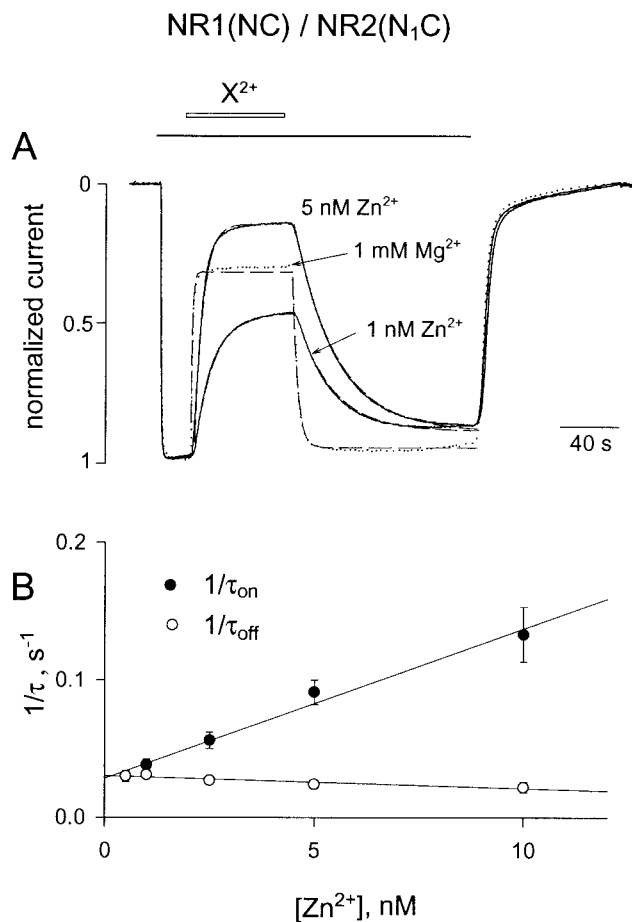 NR1(NC) / NR2(N₁C)
X²⁺
A
0
5 nM Zn²⁺
1 mM Mg²⁺
0.5
1 nM Zn²⁺
normalized current
1
40 s
B
0.2
1/τon
1/τoff
0.1
1/τ, s⁻¹
0.0
0
5
10
[Zn²⁺], nM